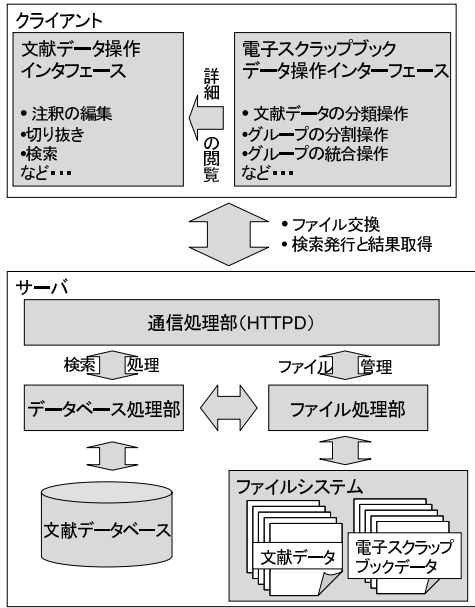 クライアント
文献データ操作
インタフェース
• 注釈の編集
•切り抜き
•検索
など・・・
詳細の閲覧
電子スクラップブック
データ操作インターフェース
• 文献データの分類操作
•グループの分割操作
•グループの統合操作
など・・・
• ファイル交換
• 検索発行と結果取得
サーバ
通信処理部(HTTPD)
検索 処理
ファイル 管理
データベース処理部
ファイル処理部
文献データベース
ファイルシステム
文献データ
電子スクラップ
ブックデータ